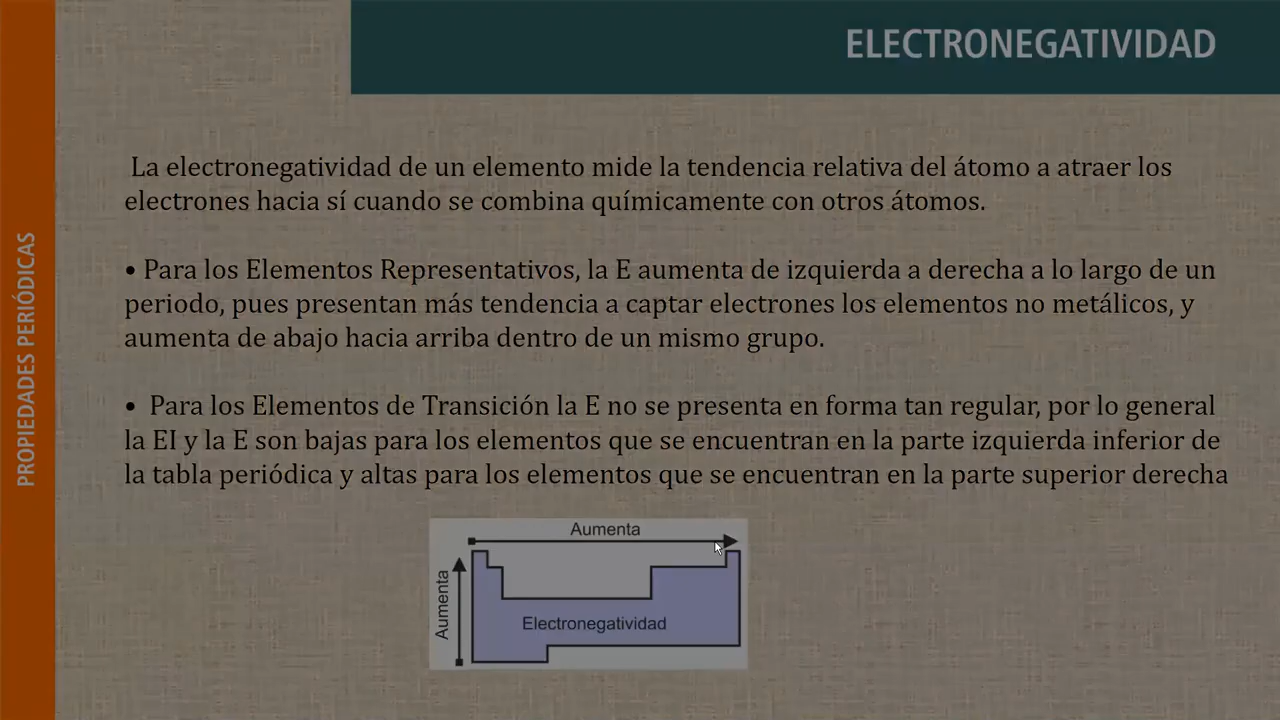 ELECTRONEGATIVIDAD
PROPIEDADES PERIÓDICAS
La electronegatividad de un elemento mide la tendencia relativa del átomo a atraer los
electrones hacia sí cuando se combina químicamente con otros átomos.
• Para los Elementos Representativos, la E aumenta de izquierda a derecha a lo largo de un
periodo, pues presentan más tendencia a captar electrones los elementos no metálicos, y
aumenta de abajo hacia arriba dentro de un mismo grupo.
• Para los Elementos de Transición la E no se presenta en forma tan regular, por lo general
la EI y la E son bajas para los elementos que se encuentran en la parte izquierda inferior de
la tabla periódica y altas para los elementos que se encuentran en la parte superior derecha
Aumenta
Aumenta
Electronegatividad